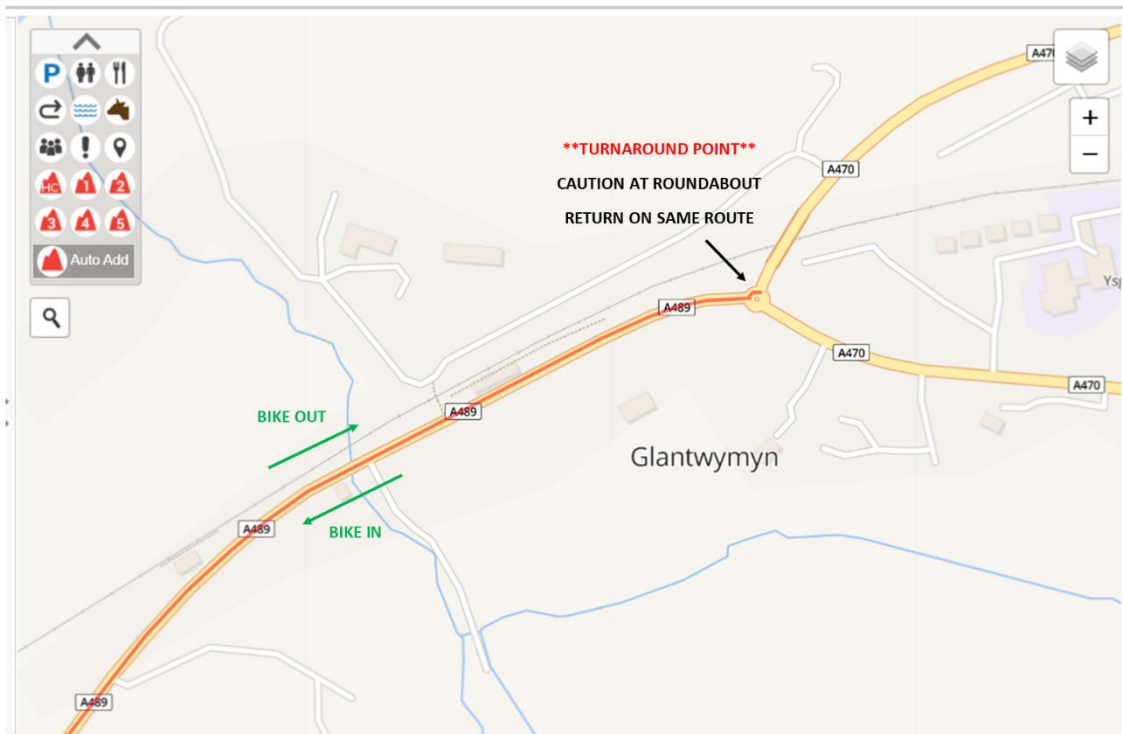 P
HC
1
2
3
4
5
Auto Add
A470
+
−
**TURNAROUND POINT**
CAUTION AT ROUNDABOUT
RETURN ON SAME ROUTE
A470
A489
A470
A470
Ysg
A489
BIKE OUT
Glantwymyn
A489
BIKE IN
A489